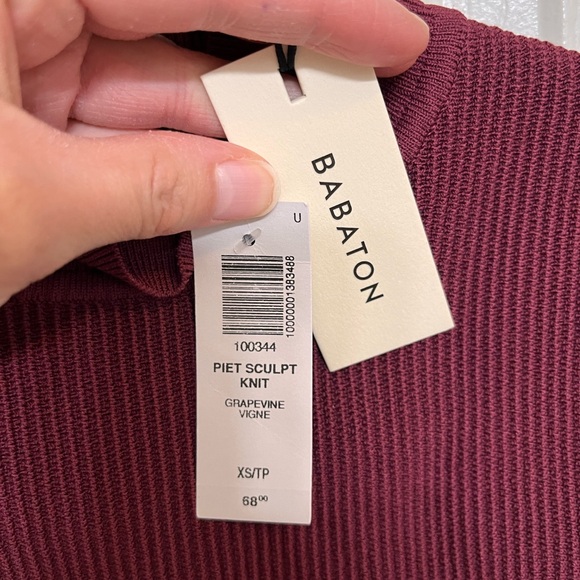 BABATON
U
10000001383488
100344
PIET SCULPT
KNIT
GRAPEVINE
VIGNE
XS/TP
68⁰⁰